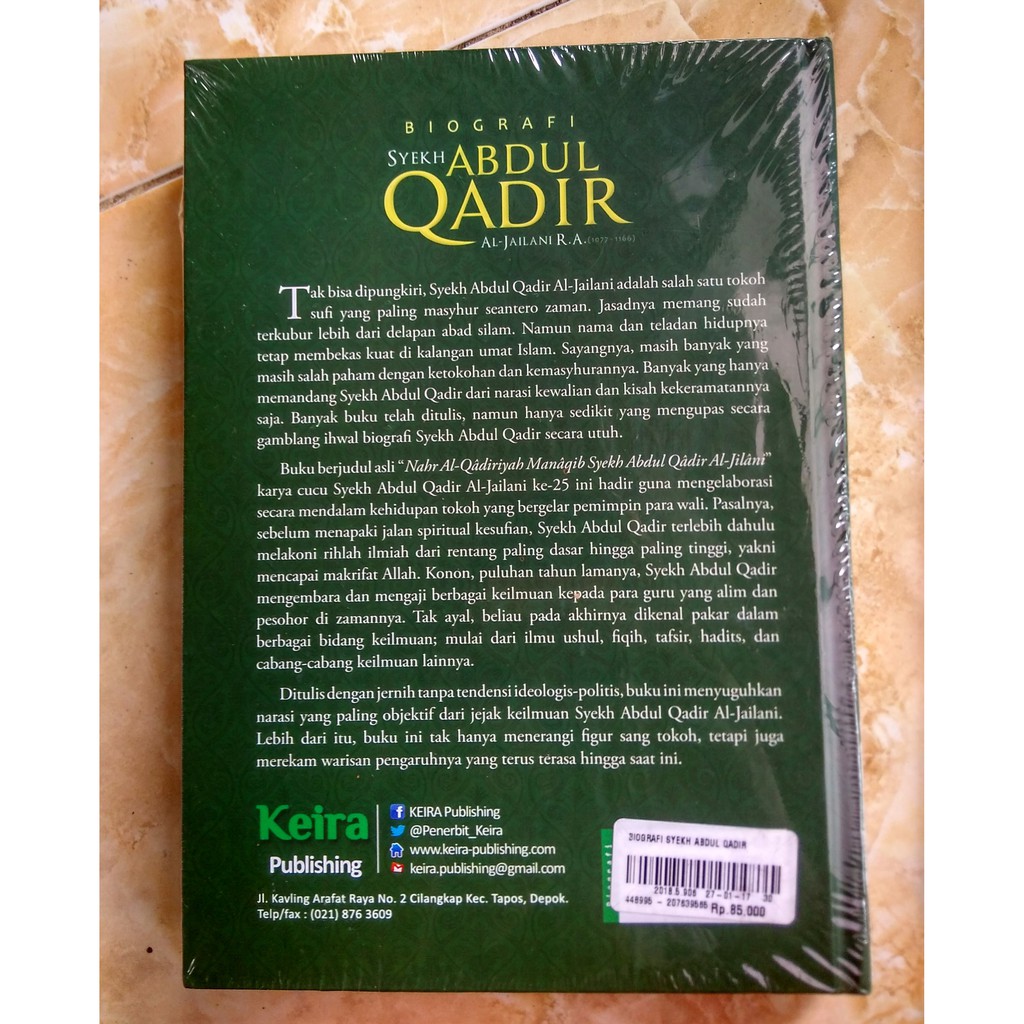 BIOGRAFI
SYEKH ABDUL
QADIR
AL-JAILANI R.A. (1077-1166)
Tak bisa dipungkiri, Syekh Abdul Qadir Al-Jailani adalah salah satu tokoh
sufi yang paling masyhur seantero zaman. Jasadnya memang sudah
terkubur lebih dari delapan abad silam. Namun nama dan teladan hidupnya
tetap membekas kuat di kalangan umat Islam. Sayangnya, masih banyak yang
masih salah paham dengan ketokohan dan kemasyhurannya. Banyak yang hanya
memandang Syekh Abdul Qadir dari narasi kewalian dan kisah kekeramatannya
saja. Banyak buku telah ditulis, namun hanya sedikit yang mengupas secara
gamblang ihwal biografi Syekh Abdul Qadir secara utuh.
Buku berjudul asli “Nahr Al-Qâdiriyah Manâqib Syekh Abdul Qâdir Al-Jilâni”
karya cucu Syekh Abdul Qadir Al-Jailani ke-25 ini hadir guna mengelaborasi
secara mendalam kehidupan tokoh yang bergelar pemimpin para wali. Pasalnya,
sebelum menapaki jalan spiritual kesufian, Syekh Abdul Qadir terlebih dahulu
melakoni rihlah ilmiah dari rentang paling dasar hingga paling tinggi, yakni
mencapai makrifat Allah. Konon, puluhan tahun lamanya, Syekh Abdul Qadir
mengembara dan mengaji berbagai keilmuan kepada para guru yang alim dan
pesohor di zamannya. Tak ayal, beliau pada akhirnya dikenal pakar dalam
berbagai bidang keilmuan; mulai dari ilmu ushul, fiqih, tafsir, hadits, dan
cabang-cabang keilmuan lainnya.
Ditulis dengan jernih tanpa tendensi ideologis-politis, buku ini menyuguhkan
narasi yang paling objektif dari jejak keilmuan Syekh Abdul Qadir Al-Jailani.
Lebih dari itu, buku ini tak hanya menerangi figur sang tokoh, tetapi juga
merekam warisan pengaruhnya yang terus terasa hingga saat ini.
Keira
Publishing
KEIRA Publishing
@Penerbit_Keira
www.keira-publishing.com
keira.publishing@gmail.com
Jl. Kavling Arafat Raya No. 2 Cilangkap Kec. Tapos, Depok.
Telp/fax : (021) 876 3609
BIOGRAFI SYEKH ABDUL QADIR
2018.5.906 27-01-17 30
446995 - 207639565 Rp.85,000